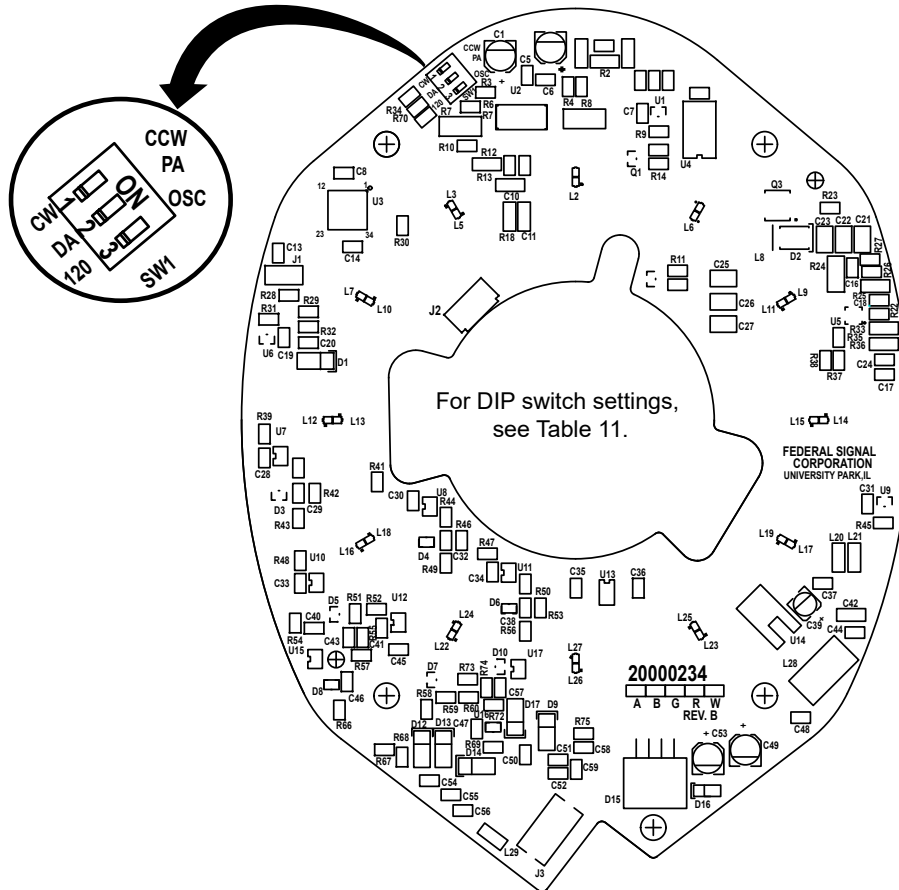 CCW
PA
OSC
CW
DA
120
1
2
3
ON
SW1
CCW
PA
C1
+
OSC
CW
DA
120
SW1
R34
R70
R3
R6
R7
R7
U2
C5
C6
R2
R4
R8
C7
U1
R9
Q1
R14
U4
R10
R12
R13
C10
R18
C11
C8
12
1
U3
23
34
C14
R30
L3
L5
L2
L6
Q3
R23
L8
D2
C23
C22
C21
R27
R26
R24
C16
R25
C18
R22
R33
R35
R36
U5
R38
R37
C24
C17
C13
J1
R28
R31
R29
R32
U6
C19
C20
D1
L7
L10
J2
R11
C25
C26
C27
L9
L11
For DIP switch settings,
see Table 11.
L12
L13
L15
L14
FEDERAL SIGNAL
CORPORATION
UNIVERSITY PARK,IL
R39
U7
C28
D3
R42
C29
R43
R41
C30
U8
R44
R46
D4
C32
R49
L16
L18
C31
U9
R45
L19
L17
L20
L21
R48
U10
C33
R47
C34
U11
R50
D6
C38
R53
R56
C35
U13
C36
C37
C39
U14
C42
C44
L28
C48
D5
R51
R52
U12
R54
C40
C43
R55
C41
R57
C45
U15
D8
C46
R66
L24
L22
L25
L23
L27
L26
D7
R73
R74
D10
U17
R58
R59
R60
C57
D17
D9
U16
R72
C47
R69
D12
D13
D14
R68
R67
C50
R75
C58
C51
C59
C52
C54
C55
C56
L29
J3
20000234
A B G R W
REV. B
C53
C49
D15
D16